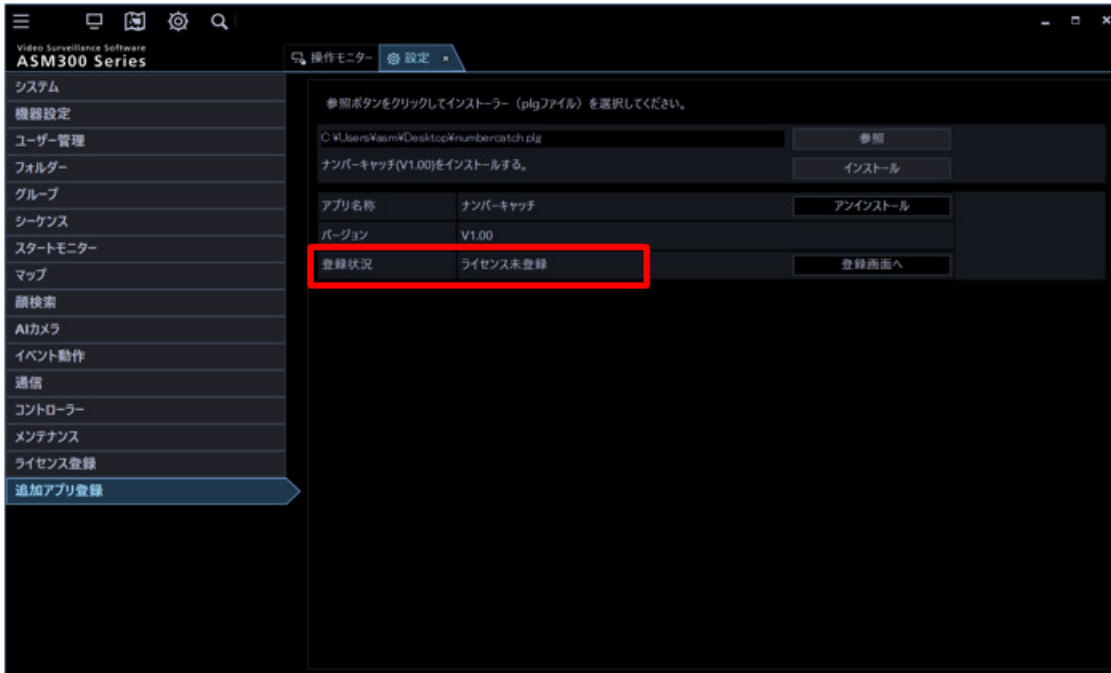 Video Surveillance Software
ASM300 Series
操作モニター
設定
システム
機器設定
ユーザー管理
フォルダー
グループ
シーケンス
スタートモニター
マップ
顔検索
AIカメラ
イベント動作
通信
コントローラー
メンテナンス
ライセンス登録
追加アプリ登録
参照ボタンをクリックしてインストーラー（plgファイル）を選択してください。
C:¥Users¥asm¥Desktop¥numbercatch.plg 参照
ナンバーキャッチ(V1.00)をインストールする。 インストール
アプリ名称 ナンバーキャッチ アンインストール
バージョン V1.00
登録状況 ライセンス未登録 登録画面へ